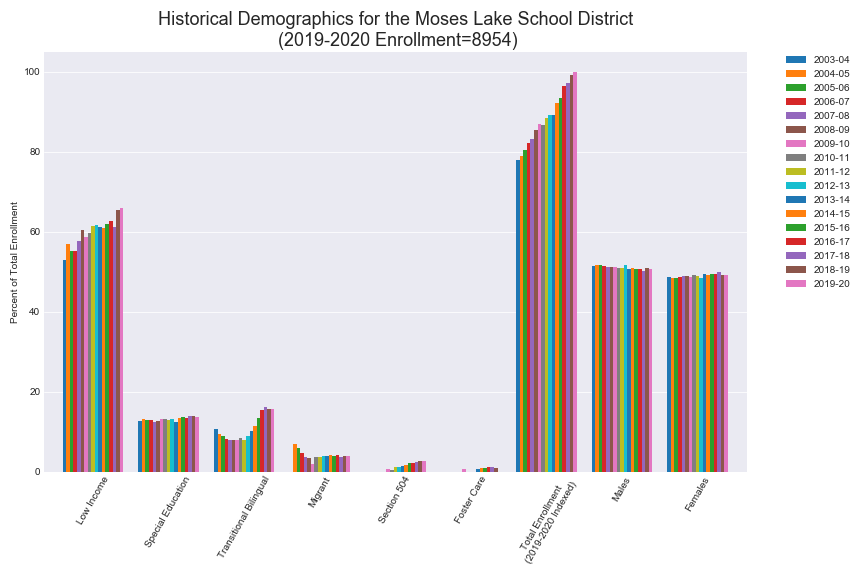 Historical Demographics for the Moses Lake School District
(2019-2020 Enrollment=8954)
Percent of Total Enrollment
100
80
60
40
20
0
Low Income
Special Education
Transitional Bilingual
Migrant
Section 504
Foster Care
Total Enrollment
(2019-2020 Indexed)
Males
Females
2003-04
2004-05
2005-06
2006-07
2007-08
2008-09
2009-10
2010-11
2011-12
2012-13
2013-14
2014-15
2015-16
2016-17
2017-18
2018-19
2019-20